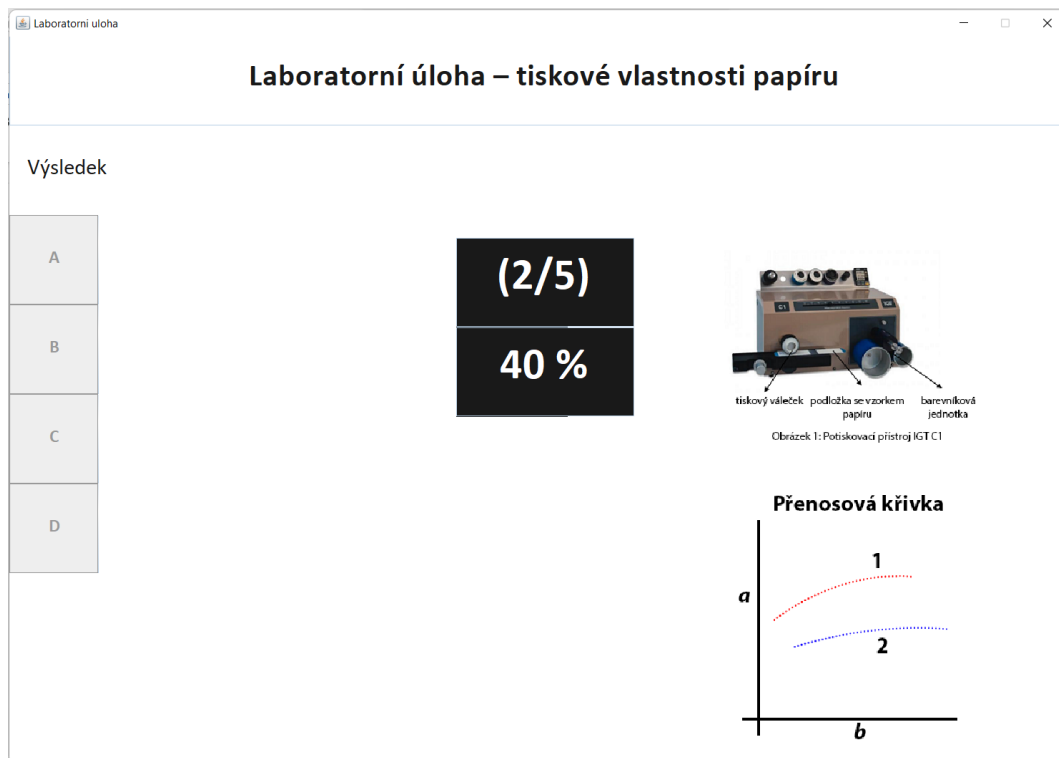 Laboratorni uloha
Laboratorní úloha – tiskové vlastnosti papíru
Výsledek
A
B
C
D
(2/5)
40 %
C1
tiskový váleček
podložka se vzorkem
papíru
barevníková
jednotka
Obrázek 1: Potiskovací přístroj IGT C1
Přenosová křivka
1
a
2
b